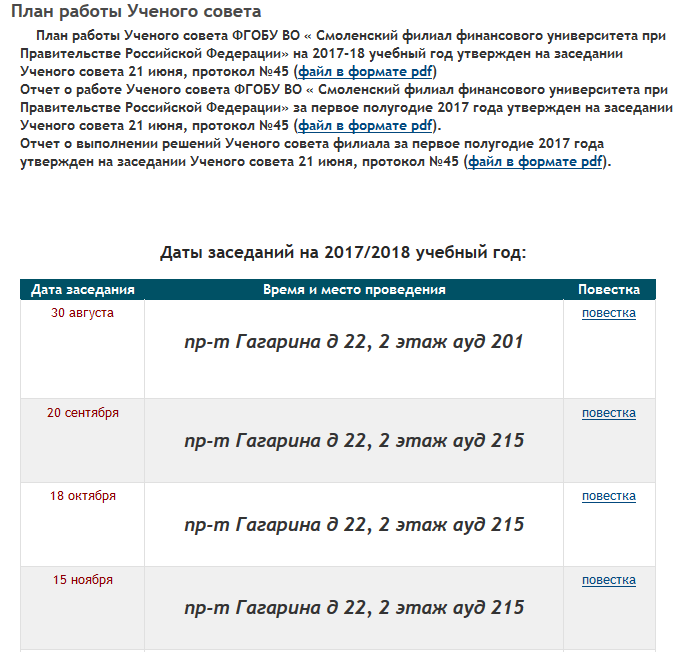 План работы Ученого совета
План работы Ученого совета ФГОБУ ВО « Смоленский филиал финансового университета при
Правительстве Российской Федерации» на 2017-18 учебный год утвержден на заседании
Ученого совета 21 июня, протокол №45 (файл в формате pdf)
Отчет о работе Ученого совета ФГОБУ ВО « Смоленский филиал финансового университета при
Правительстве Российской Федерации» за первое полугодие 2017 года утвержден на заседании
Ученого совета 21 июня, протокол №45 (файл в формате pdf).
Отчет о выполнении решений Ученого совета филиала за первое полугодие 2017 года
утвержден на заседании Ученого совета 21 июня, протокол №45 (файл в формате pdf).
Даты заседаний на 2017/2018 учебный год:
Дата заседания Время и место проведения Повестка
30 августа повестка
пр-т Гагарина д 22, 2 этаж ауд 201
20 сентября повестка
пр-т Гагарина д 22, 2 этаж ауд 215
18 октября повестка
пр-т Гагарина д 22, 2 этаж ауд 215
15 ноября повестка
пр-т Гагарина д 22, 2 этаж ауд 215